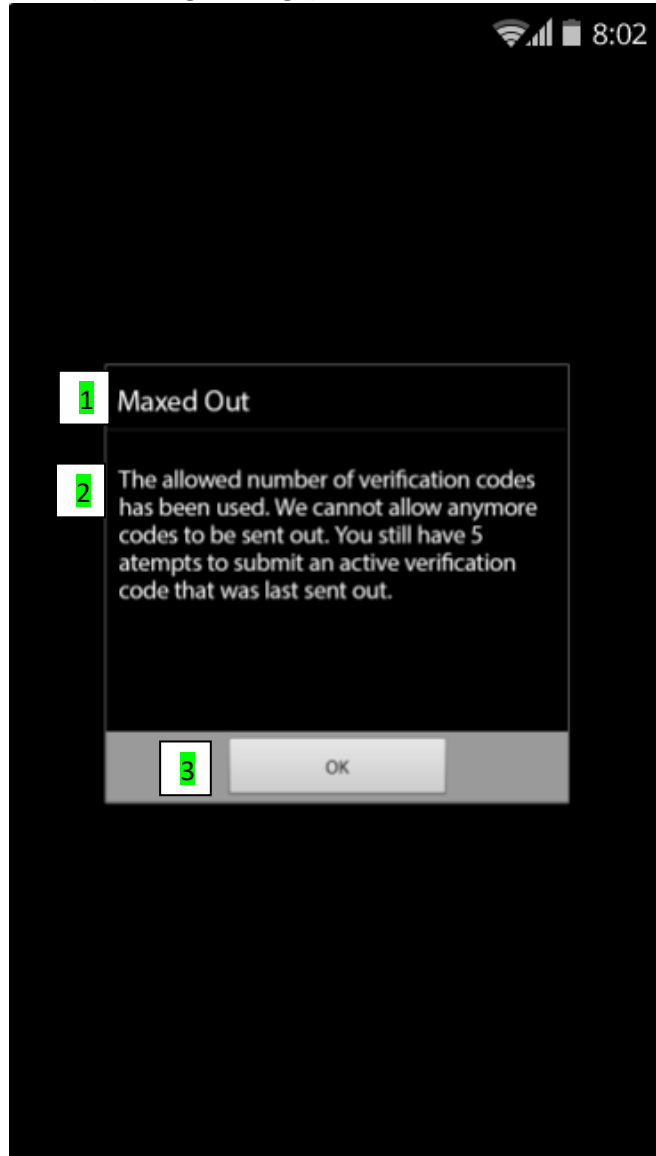 8:02
1 Maxed Out
2 The allowed number of verification codes
has been used. We cannot allow anymore
codes to be sent out. You still have 5
atempts to submit an active verification
code that was last sent out.
3 OK